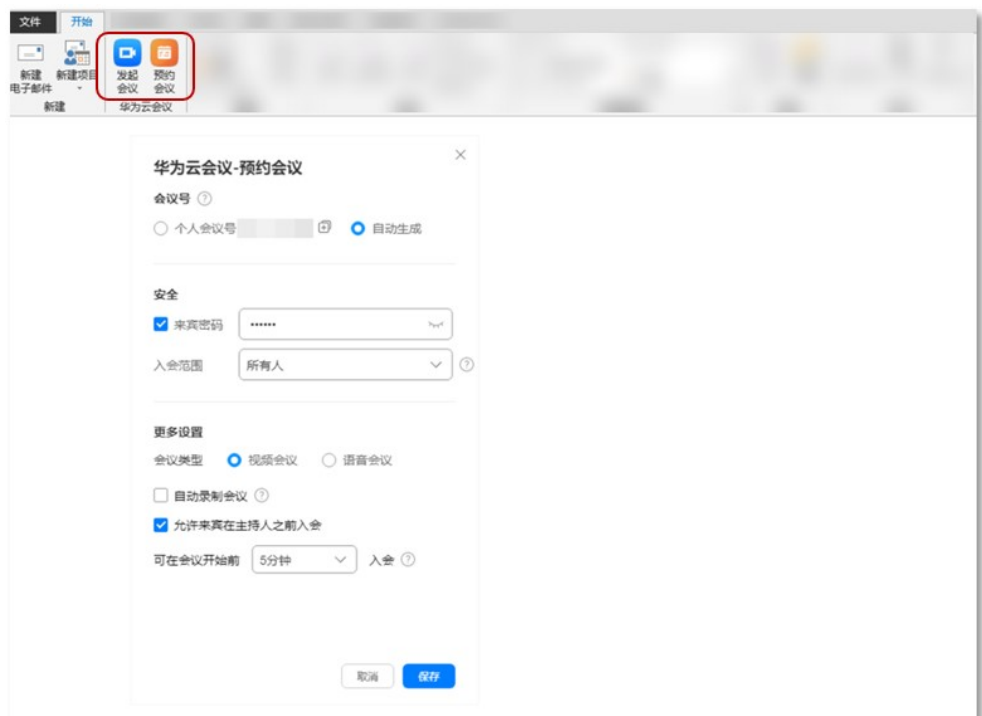 文件 开始
新建 电子邮件
新建项目
发起 会议
预约 会议
新建
华为云会议
华为云会议-预约会议
会议号
个人会议号 自动生成
安全
来宾密码 ••••••
入会范围 所有人
更多设置
会议类型 视频会议 语音会议
自动录制会议
允许来宾在主持人之前入会
可在会议开始前 5分钟 入会
取消 保存